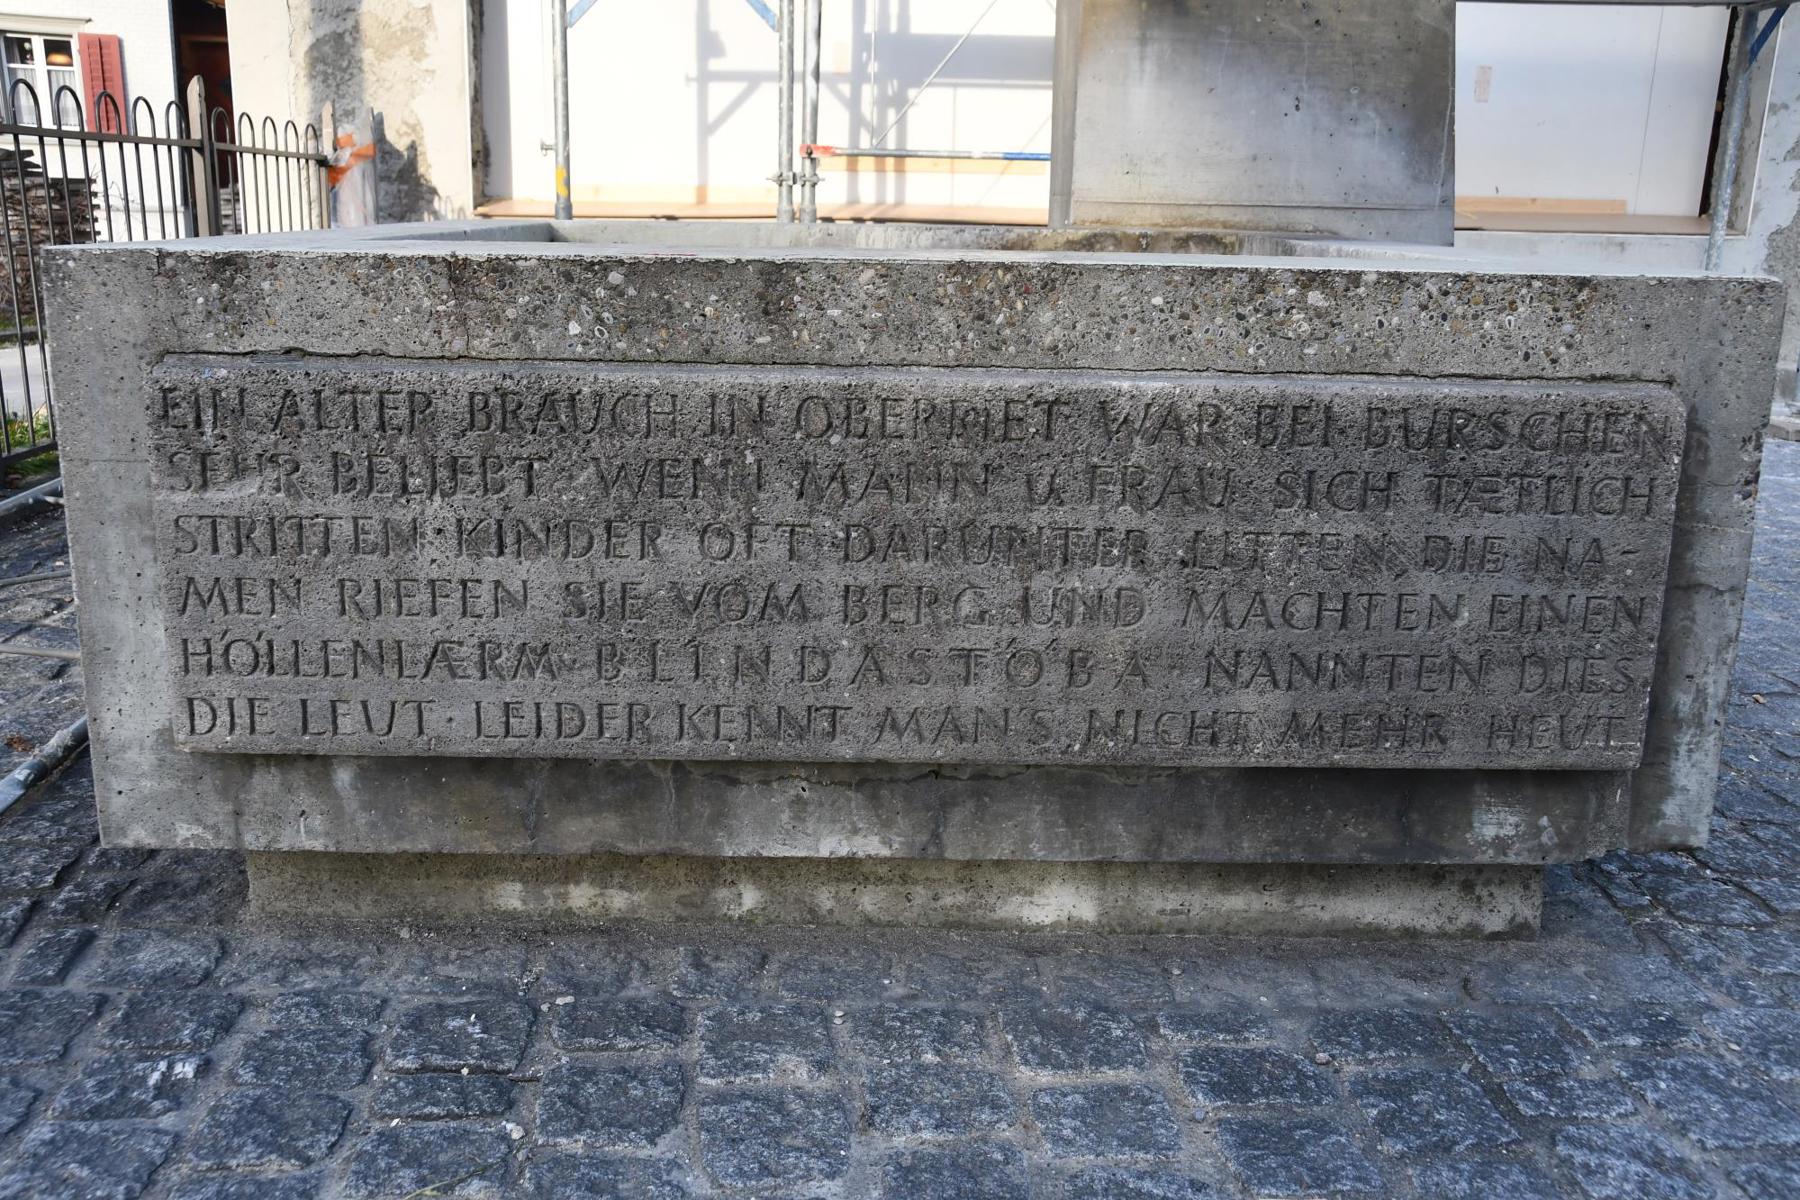 EIN ALTER BRAUCH IN OBERRIET WAR BEI BURSCHEN
SEHR BELIEBT · WENN MANN U. FRAU SICH TÆTLICH
STRITTEN · KINDER OFT DARUNTER LITTEN, DIE NA-
MEN RIEFEN SIE VOM BERG UND MACHTEN EINEN
HÖLLENLÆRM · BLINDASTÖBA · NANNTEN DIES
DIE LEUT · LEIDER KENNT MAN'S NICHT MEHR HEUT